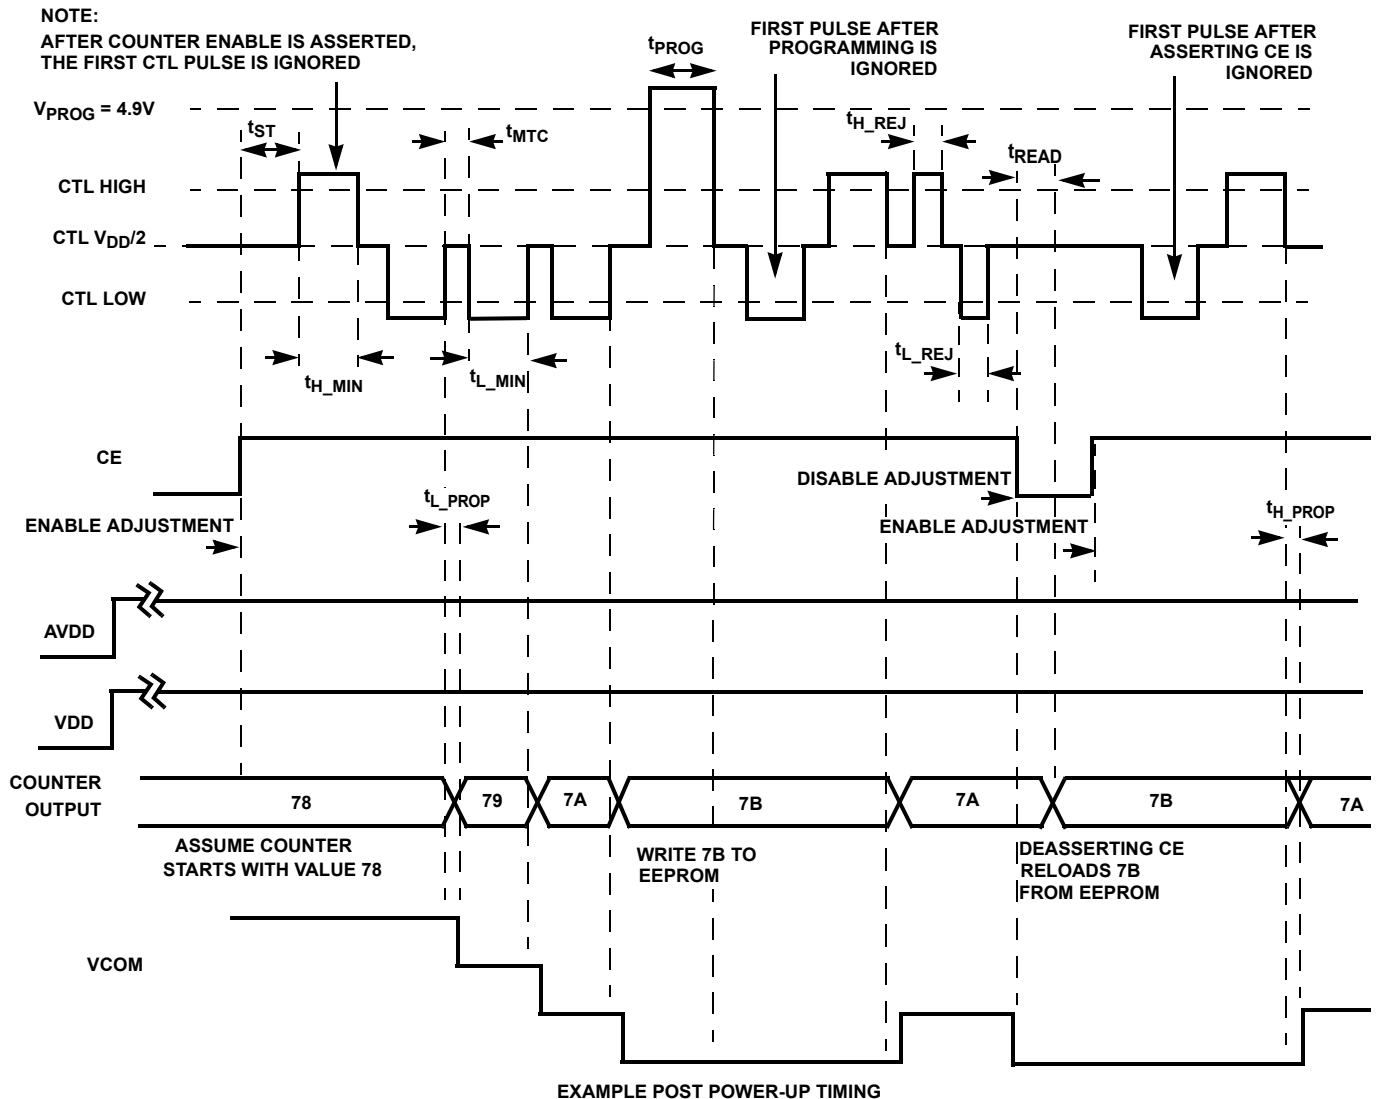 NOTE:
AFTER COUNTER ENABLE IS ASSERTED,
THE FIRST CTL PULSE IS IGNORED
tPROG
FIRST PULSE AFTER
PROGRAMMING IS
IGNORED
FIRST PULSE AFTER
ASSERTING CE IS
IGNORED
VPROG = 4.9V
tST
tMTC
tH_REJ
tREAD
CTL HIGH
CTL VDD/2
CTL LOW
tH_MIN
tL_MIN
tL_REJ
CE
DISABLE ADJUSTMENT
tL_PROP
tH_PROP
ENABLE ADJUSTMENT
ENABLE ADJUSTMENT
AVDD
VDD
COUNTER
OUTPUT
78
79
7A
7B
7A
7B
7A
ASSUME COUNTER
STARTS WITH VALUE 78
WRITE 7B TO
EEPROM
DEASSERTING CE
RELOADS 7B
FROM EEPROM
VCOM
EXAMPLE POST POWER-UP TIMING